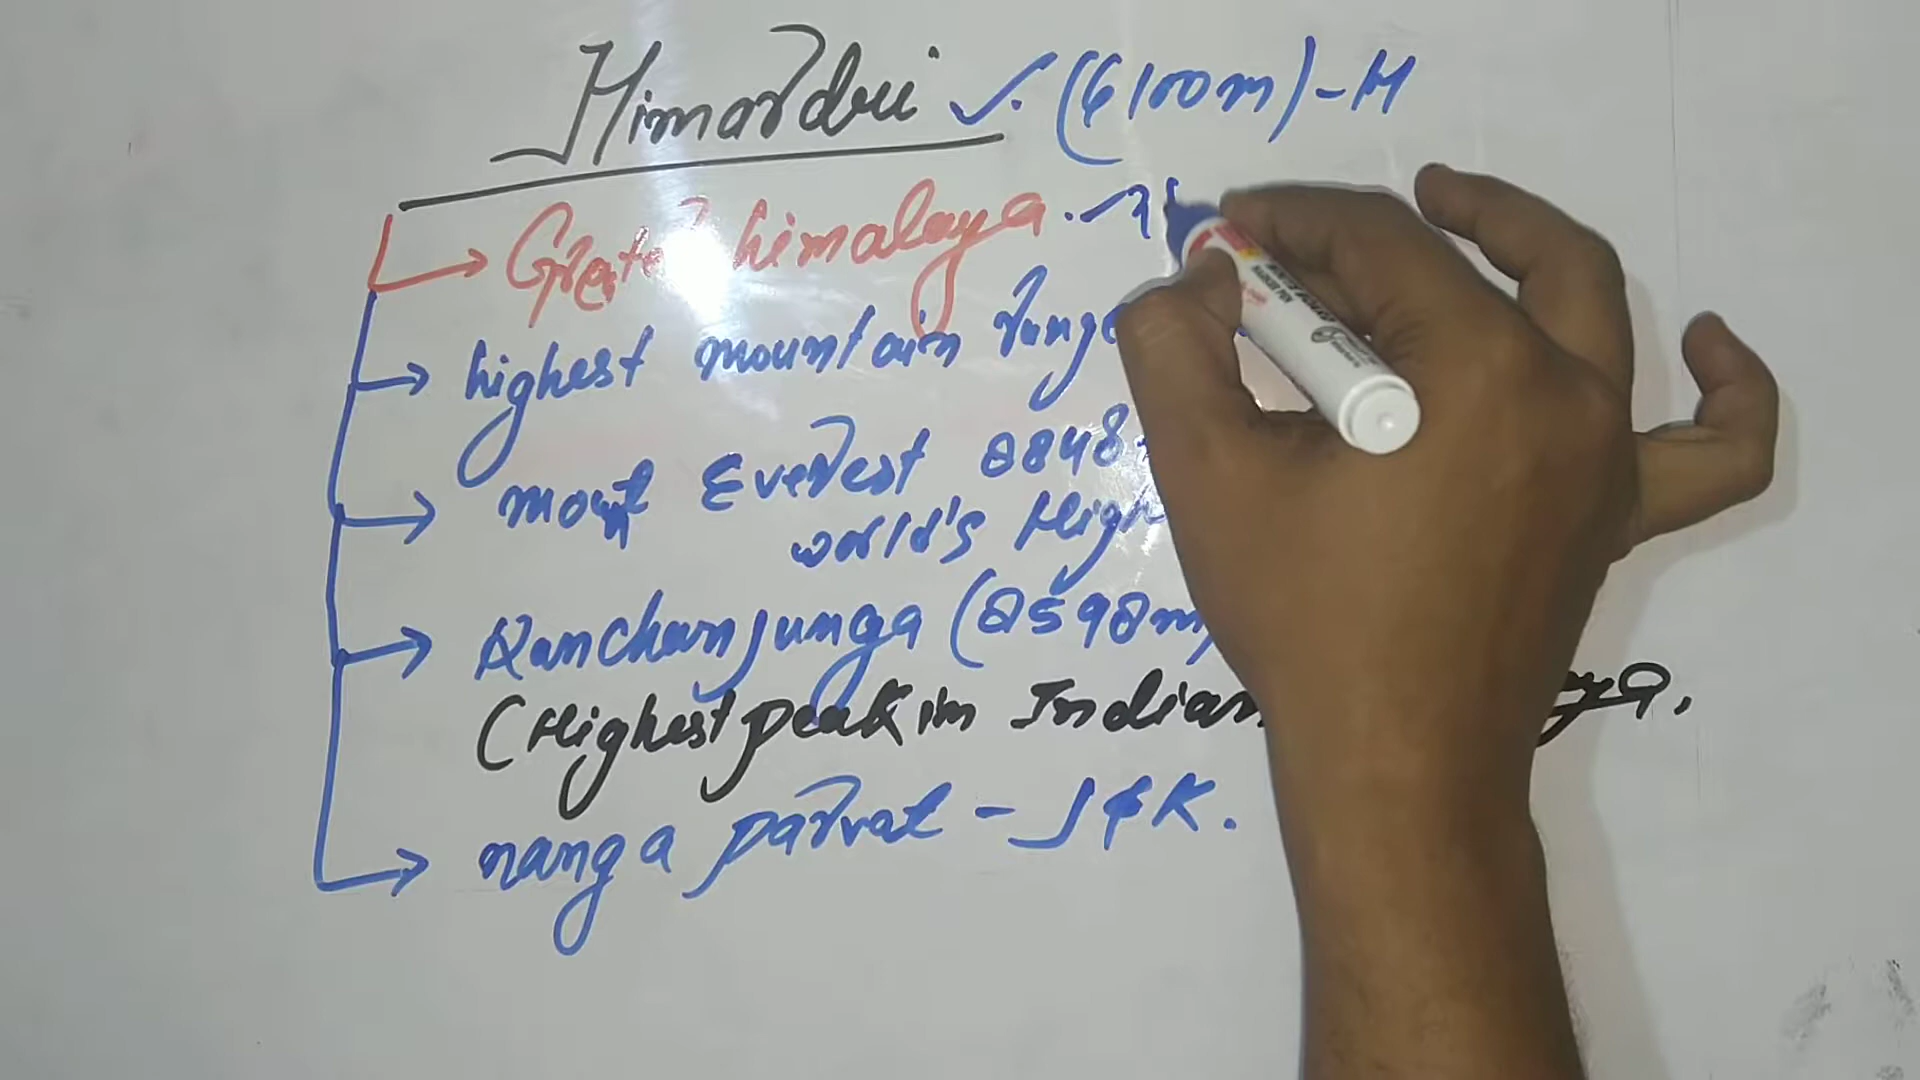 Himardri ✓. (6100m) - H
Great himalaya. -
highest mountain range
mount Everest 8848
world's High
Kanchanjunga (8598m)
(Highest peak in Indian
nanga parvat - J & K.